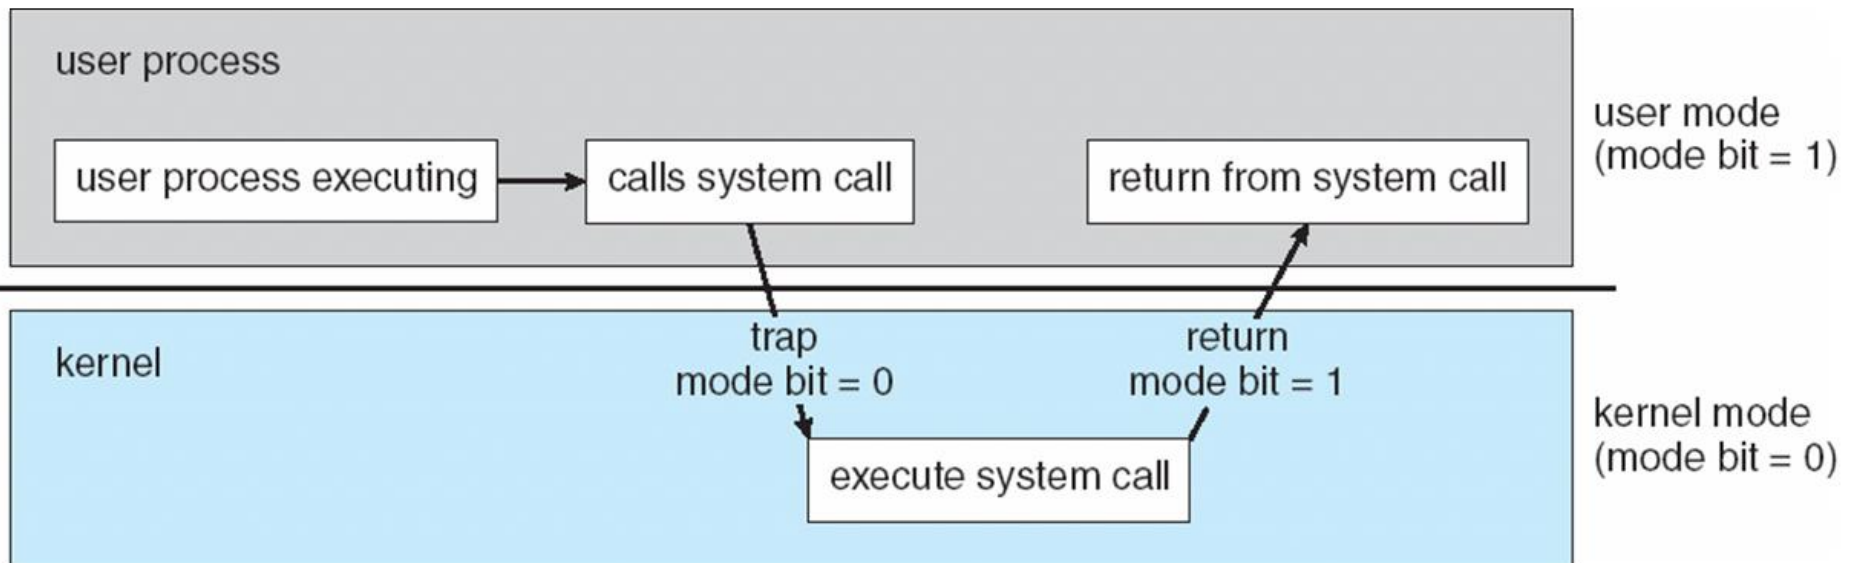 user process
user process executing
calls system call
return from system call
user mode
(mode bit = 1)
kernel
trap
mode bit = 0
return
mode bit = 1
execute system call
kernel mode
(mode bit = 0)